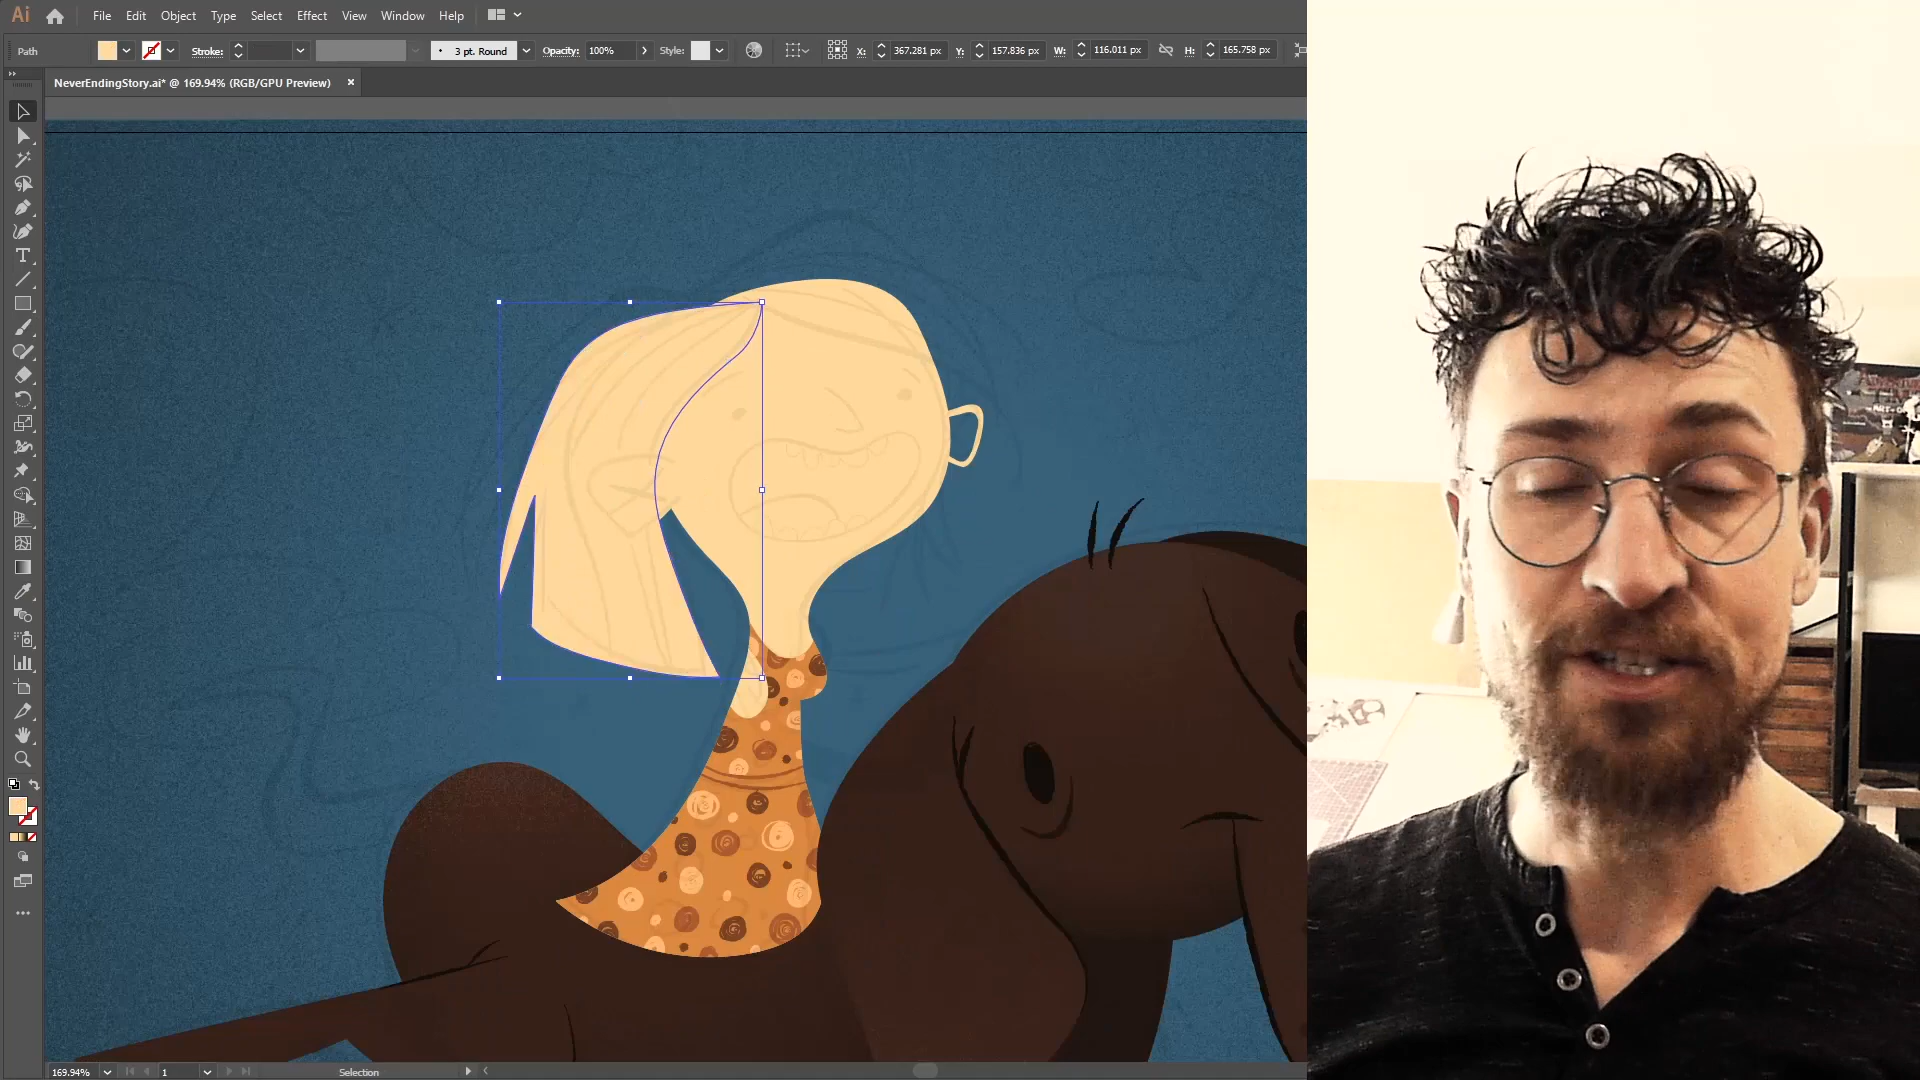 Ai File Edit Object Type Select Effect View Window Help
Path Stroke: 3 pt. Round Opacity: 100% Style: X: 367.281 px Y: 157.836 px W: 116.011 px H: 165.758 px
NeverEndingStory.ai* @ 169.94% (RGB/GPU Preview) ×
169.94% 1 Selection